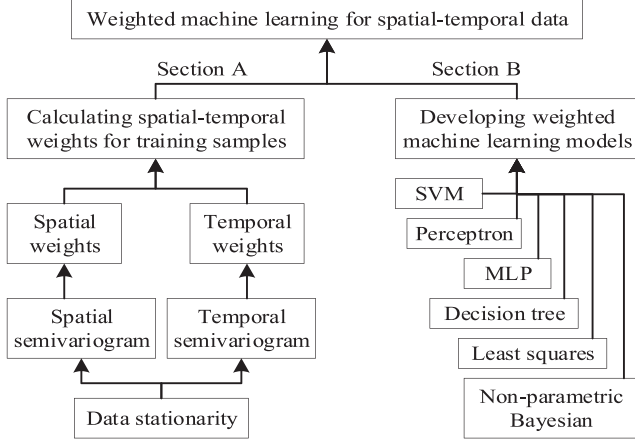 Weighted machine learning for spatial-temporal data
Section A
Section B
Calculating spatial-temporal
weights for training samples
Developing weighted
machine learning models
Spatial
weights
Temporal
weights
SVM
Perceptron
MLP
Spatial
semivariogram
Temporal
semivariogram
Decision tree
Least squares
Data stationarity
Non-parametric
Bayesian